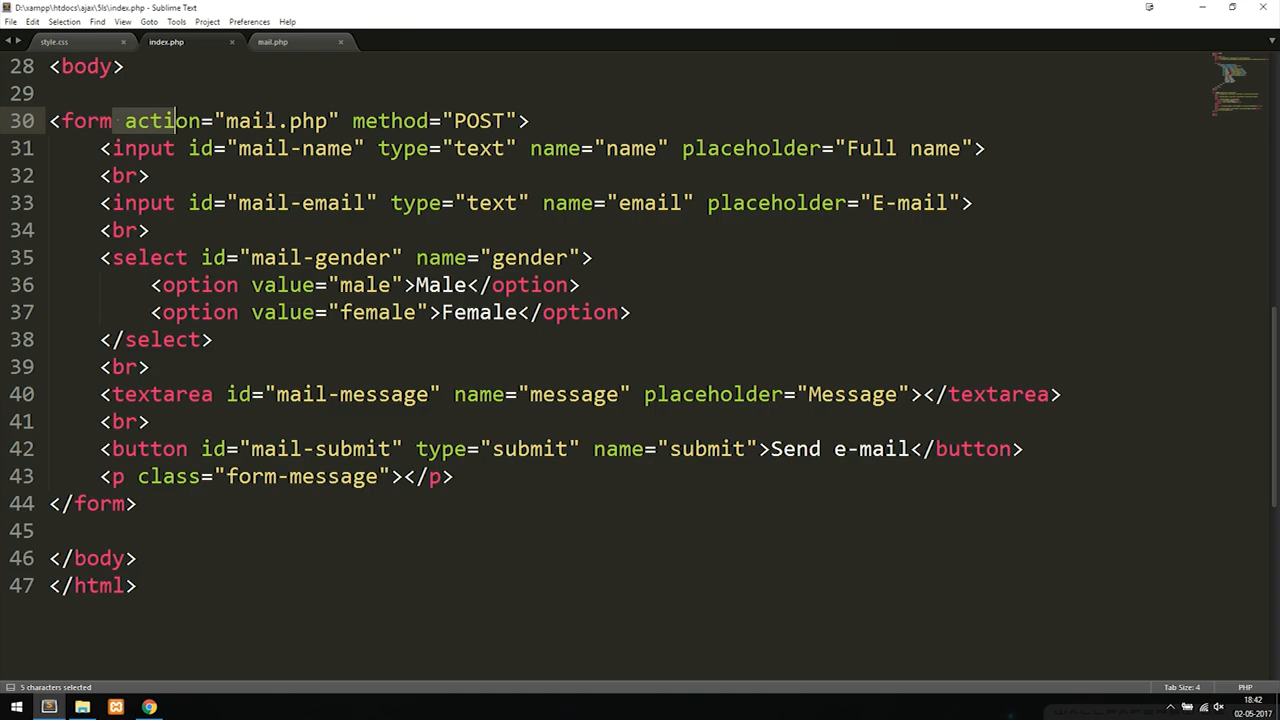 D:\xampp\htdocs\ajax\5ls\index.php - Sublime Text
File Edit Selection Find View Goto Tools Project Preferences Help
style.css index.php mail.php
28 <body>
29
30 <form action="mail.php" method="POST">
31     <input id="mail-name" type="text" name="name" placeholder="Full name">
32     <br>
33     <input id="mail-email" type="text" name="email" placeholder="E-mail">
34     <br>
35     <select id="mail-gender" name="gender">
36         <option value="male">Male</option>
37         <option value="female">Female</option>
38     </select>
39     <br>
40     <textarea id="mail-message" name="message" placeholder="Message"></textarea>
41     <br>
42     <button id="mail-submit" type="submit" name="submit">Send e-mail</button>
43     <p class="form-message"></p>
44 </form>
45
46 </body>
47 </html>
5 characters selected Tab Size: 4 PHP
18:42
02-05-2017